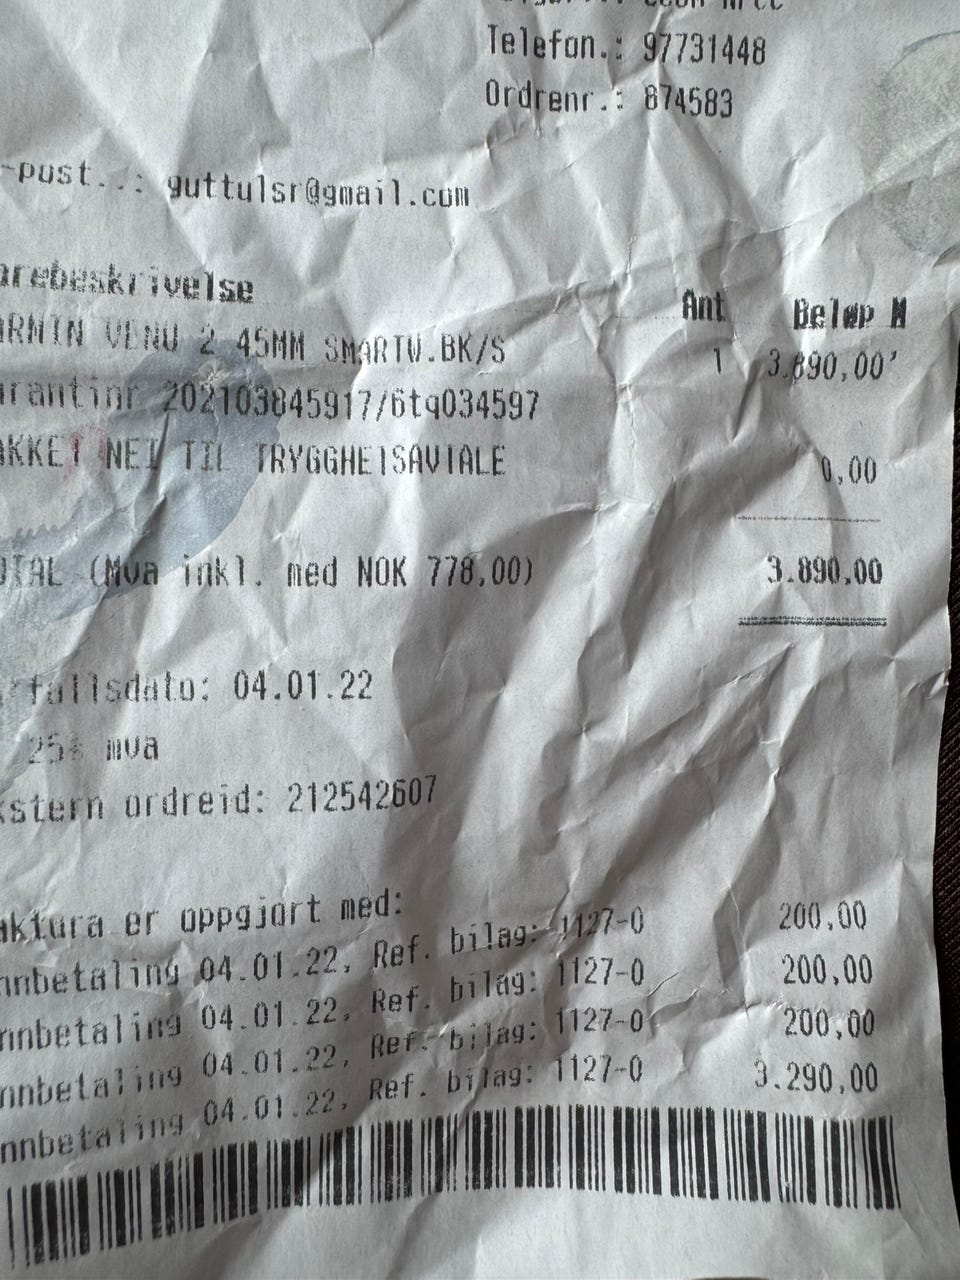 Telefon.: 97731448
Ordrenr.: 874583
-post..: guttulsr@gmail.com
arebeskrivelse Ant Beløp N
ARMIN VENU 2 45MM SMARTW.BK/S 1 3.890,00'
arantinr 202103845917/6tq034597
AKKET NEI TIL TRYGGHETSAVTALE 0,00
OTAL (Mva inkl. med NOK 778,00) 3.890,00
rfallsdato: 04.01.22
25% mva
kstern ordreid: 212542607
aktura er oppgjort med:
nnbetaling 04.01.22, Ref. bilag: 1127-0 200,00
nnbetaling 04.01.22, Ref. bilag: 1127-0 200,00
nnbetaling 04.01.22, Ref. bilag: 1127-0 200,00
nnbetaling 04.01.22, Ref. bilag: 1127-0 3.290,00